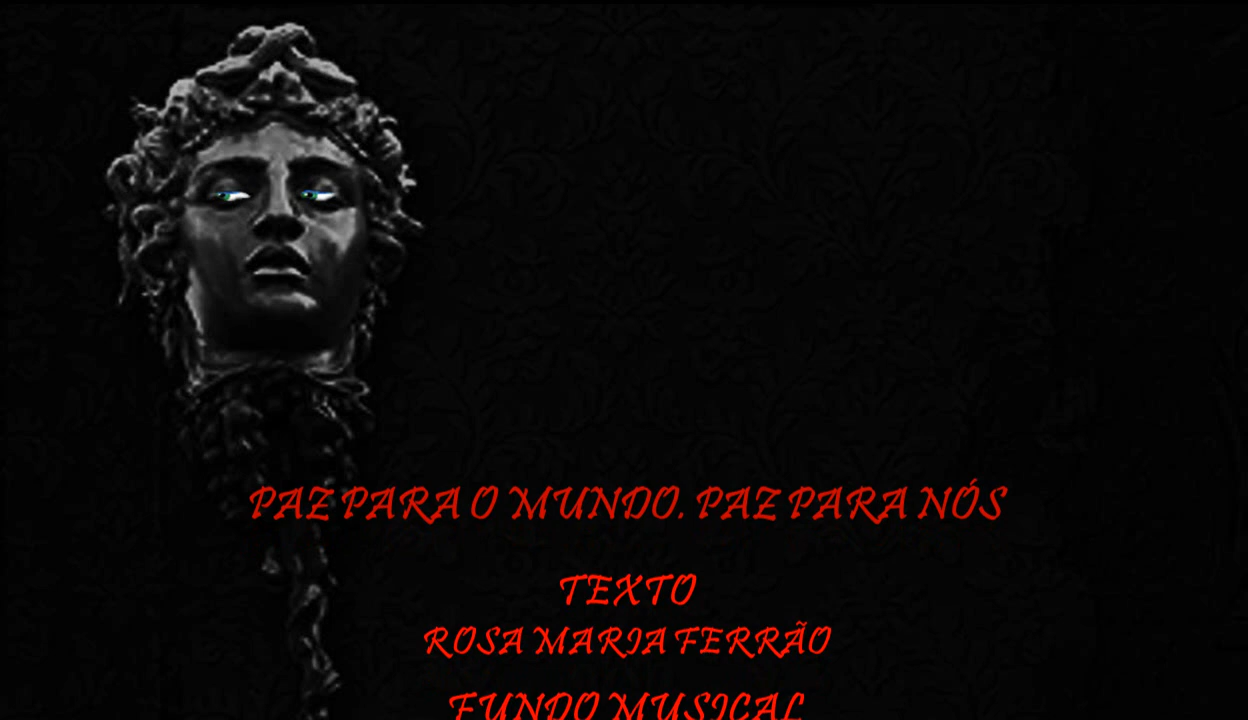 PAZ PARA O MUNDO. PAZ PARA NÓS
TEXTO
ROSA MARIA FERRÃO
FUNDO MUSICAL